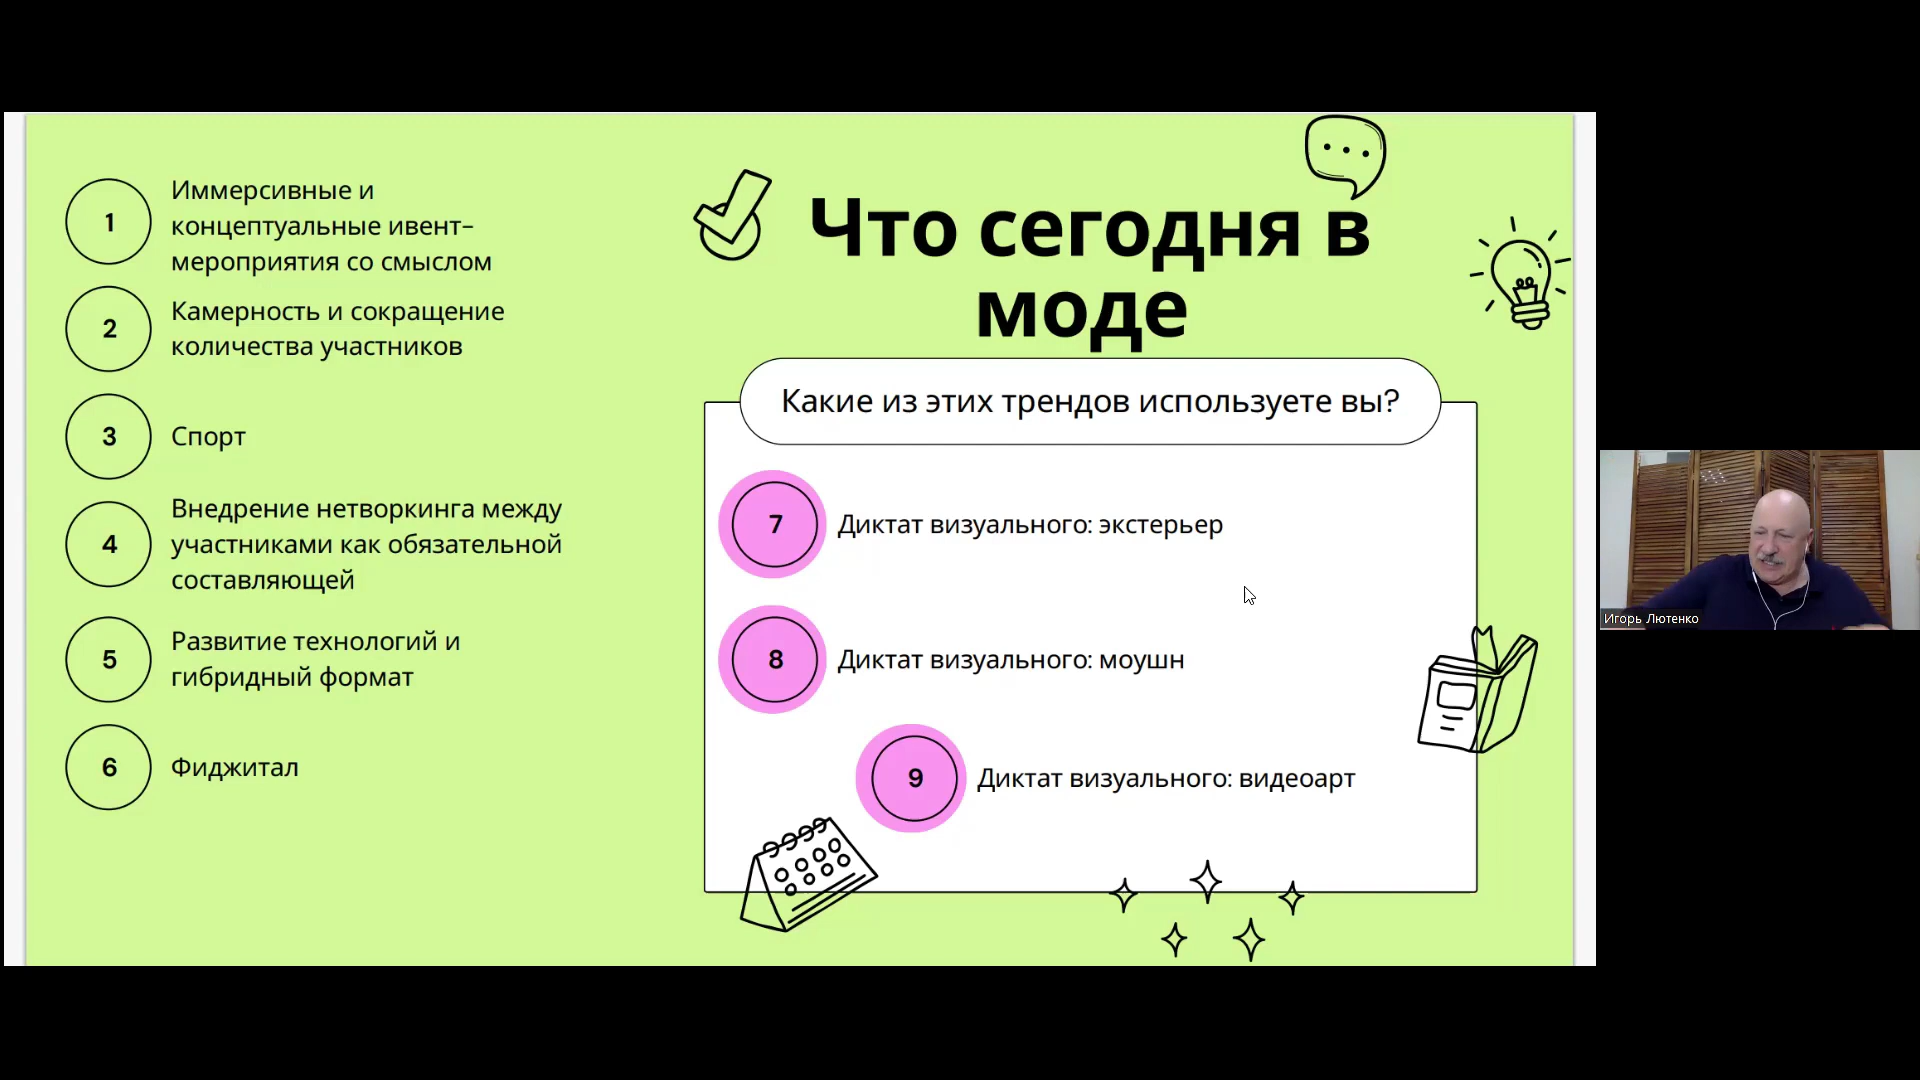 1
Иммерсивные и
концептуальные ивент-
мероприятия со смыслом
2
Камерность и сокращение
количества участников
3
Спорт
4
Внедрение нетворкинга между
участниками как обязательной
составляющей
5
Развитие технологий и
гибридный формат
6
Фиджитал
Что сегодня в
моде
Какие из этих трендов используете вы?
7
Диктат визуального: экстерьер
8
Диктат визуального: моушн
9
Диктат визуального: видеоарт
Игорь Лютенко